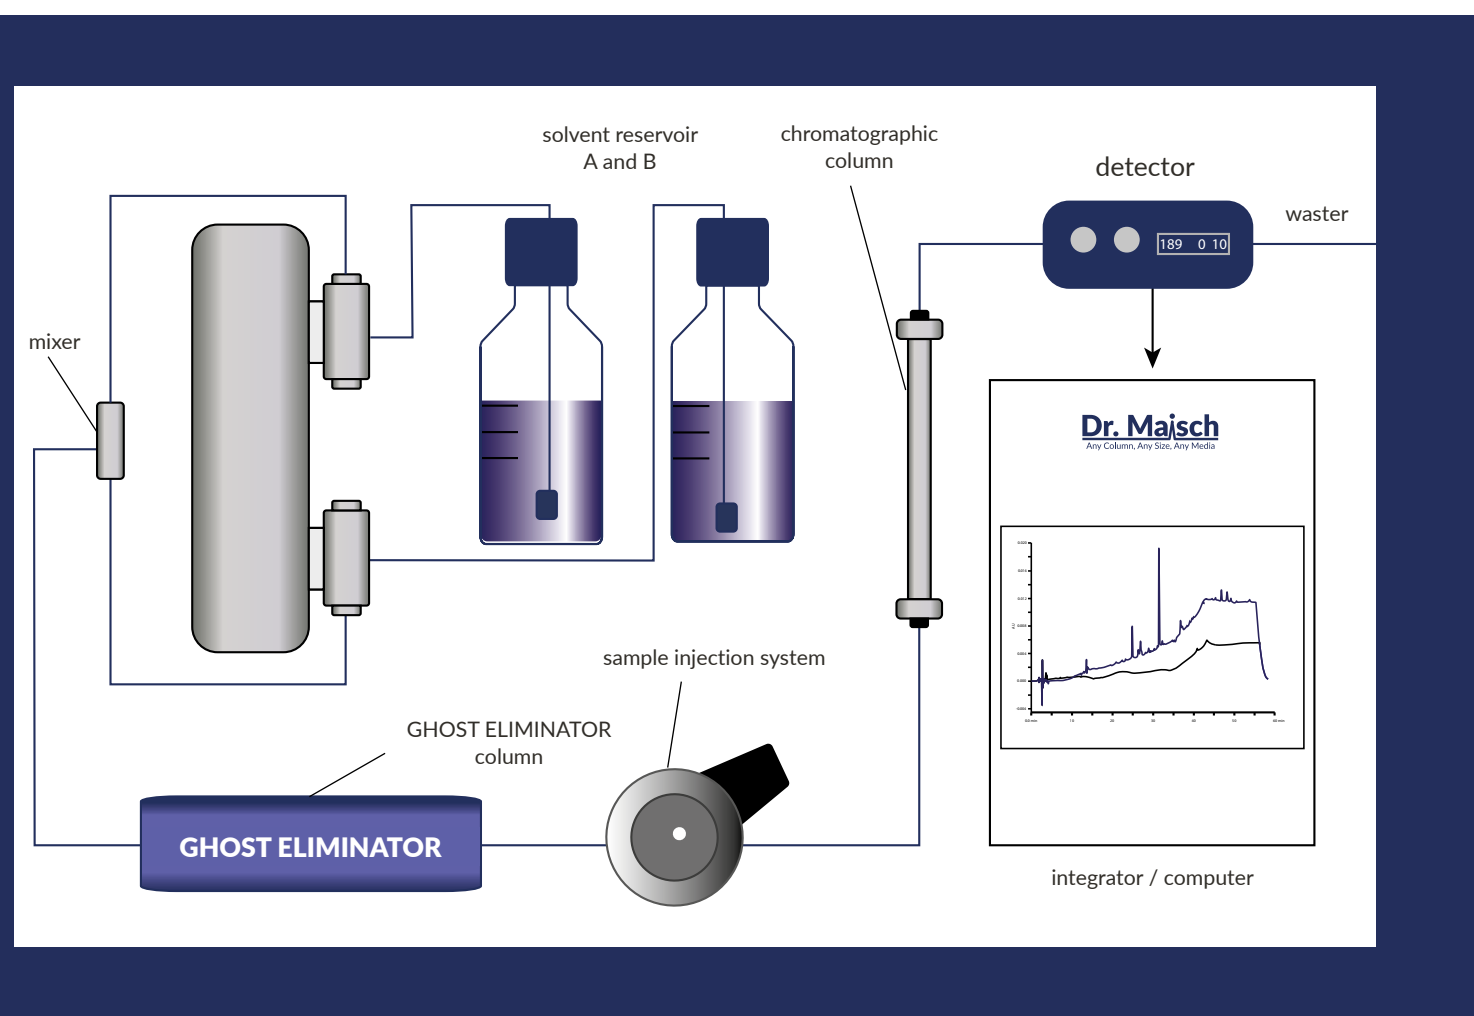 solvent reservoir
A and B
chromatographic
column
detector
waster
189 0 10
mixer
Dr. Maisch
Any Column, Any Size, Any Media
sample injection system
GHOST ELIMINATOR
column
GHOST ELIMINATOR
integrator / computer